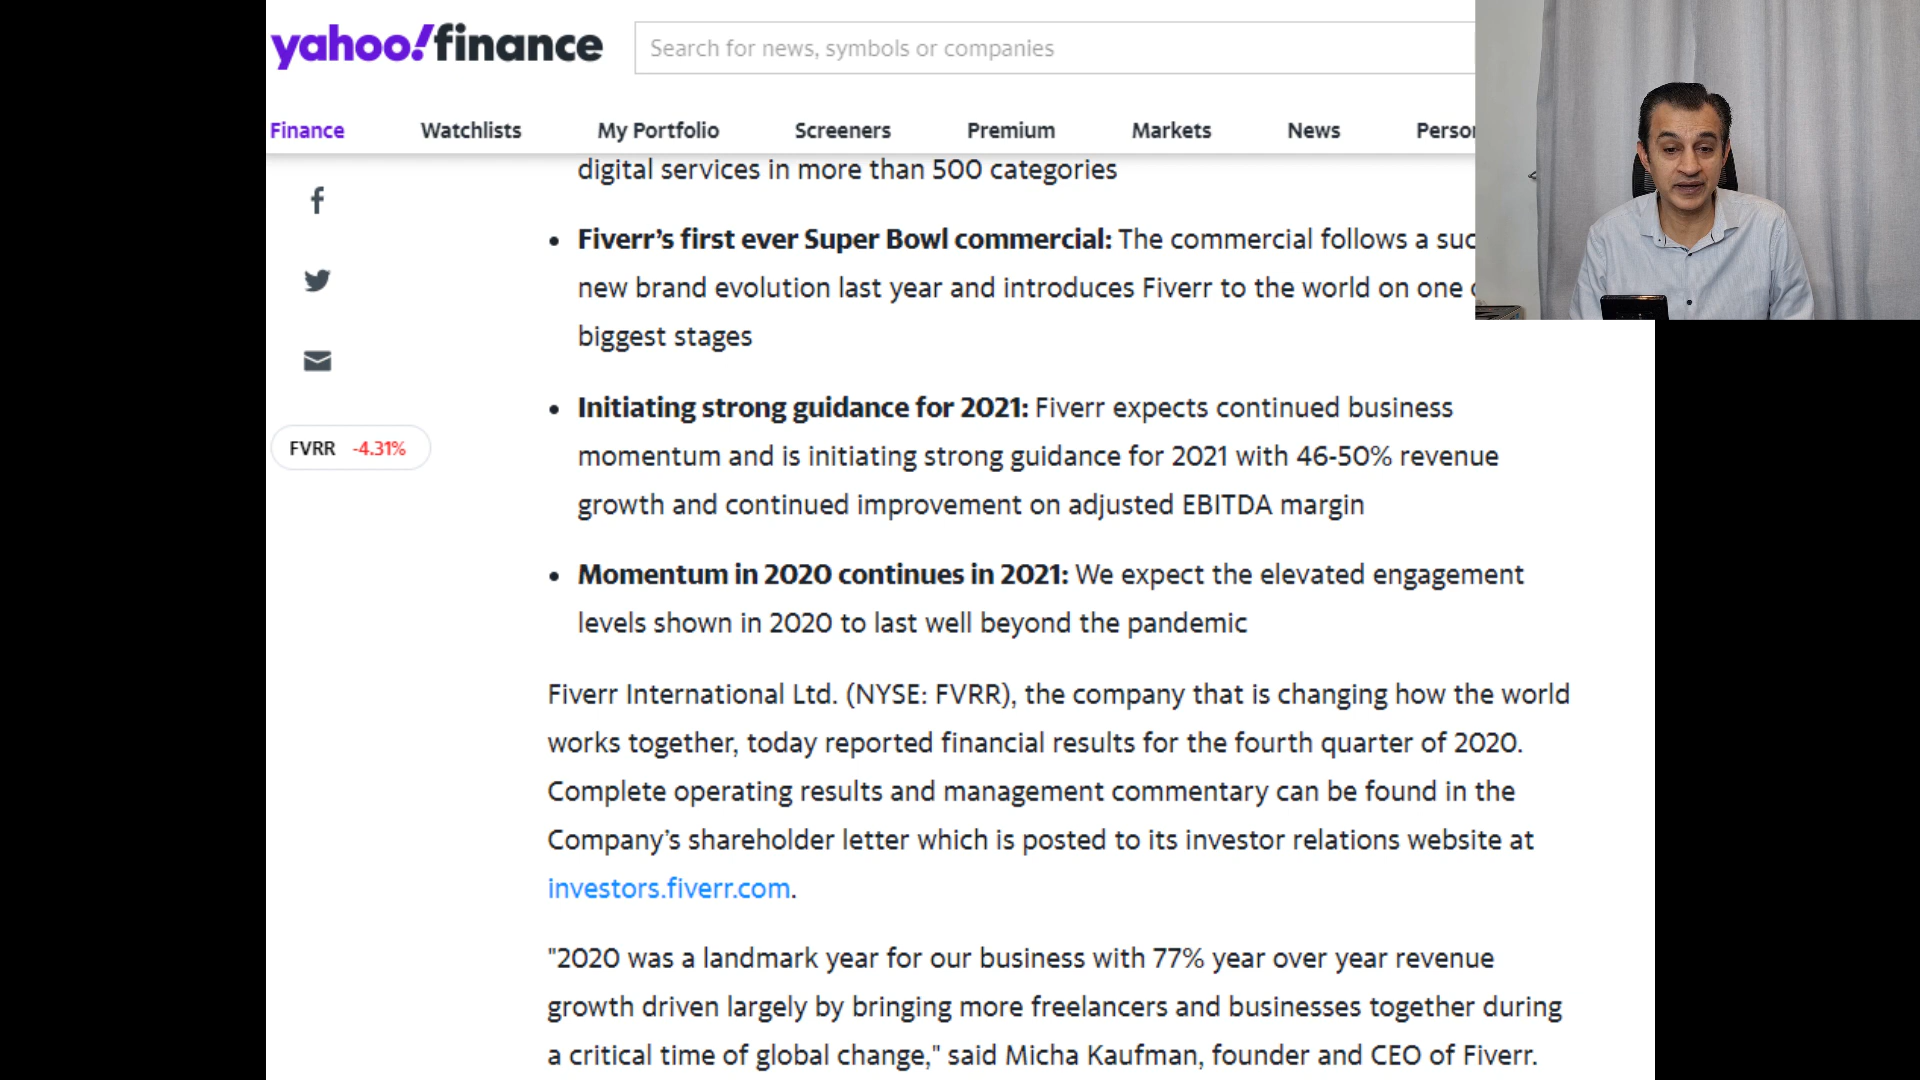 yahoo!finance
Search for news, symbols or companies
Finance Watchlists My Portfolio Screeners Premium Markets News
digital services in more than 500 categories
• Fiverr’s first ever Super Bowl commercial: The commercial follows a
new brand evolution last year and introduces Fiverr to the world on one
biggest stages
• Initiating strong guidance for 2021: Fiverr expects continued business
momentum and is initiating strong guidance for 2021 with 46-50% revenue
growth and continued improvement on adjusted EBITDA margin
FVRR -4.31%
• Momentum in 2020 continues in 2021: We expect the elevated engagement
levels shown in 2020 to last well beyond the pandemic
Fiverr International Ltd. (NYSE: FVRR), the company that is changing how the world
works together, today reported financial results for the fourth quarter of 2020.
Complete operating results and management commentary can be found in the
Company’s shareholder letter which is posted to its investor relations website at
investors.fiverr.com.
"2020 was a landmark year for our business with 77% year over year revenue
growth driven largely by bringing more freelancers and businesses together during
a critical time of global change," said Micha Kaufman, founder and CEO of Fiverr.